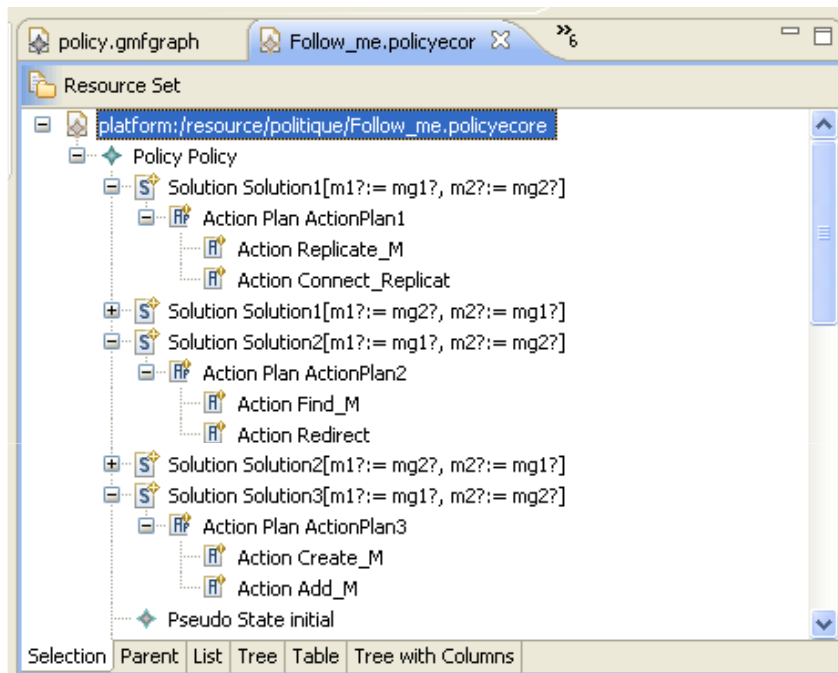 policy.gmfgraph Follow_me.policyecor »6
Resource Set
platform:/resource/politique/Follow_me.policyecore
Policy Policy
Solution Solution1[m1?:= mg1?, m2?:= mg2?]
Action Plan ActionPlan1
Action Replicate_M
Action Connect_Replicat
Solution Solution1[m1?:= mg2?, m2?:= mg1?]
Solution Solution2[m1?:= mg1?, m2?:= mg2?]
Action Plan ActionPlan2
Action Find_M
Action Redirect
Solution Solution2[m1?:= mg2?, m2?:= mg1?]
Solution Solution3[m1?:= mg1?, m2?:= mg2?]
Action Plan ActionPlan3
Action Create_M
Action Add_M
Pseudo State initial
Selection Parent List Tree Table Tree with Columns